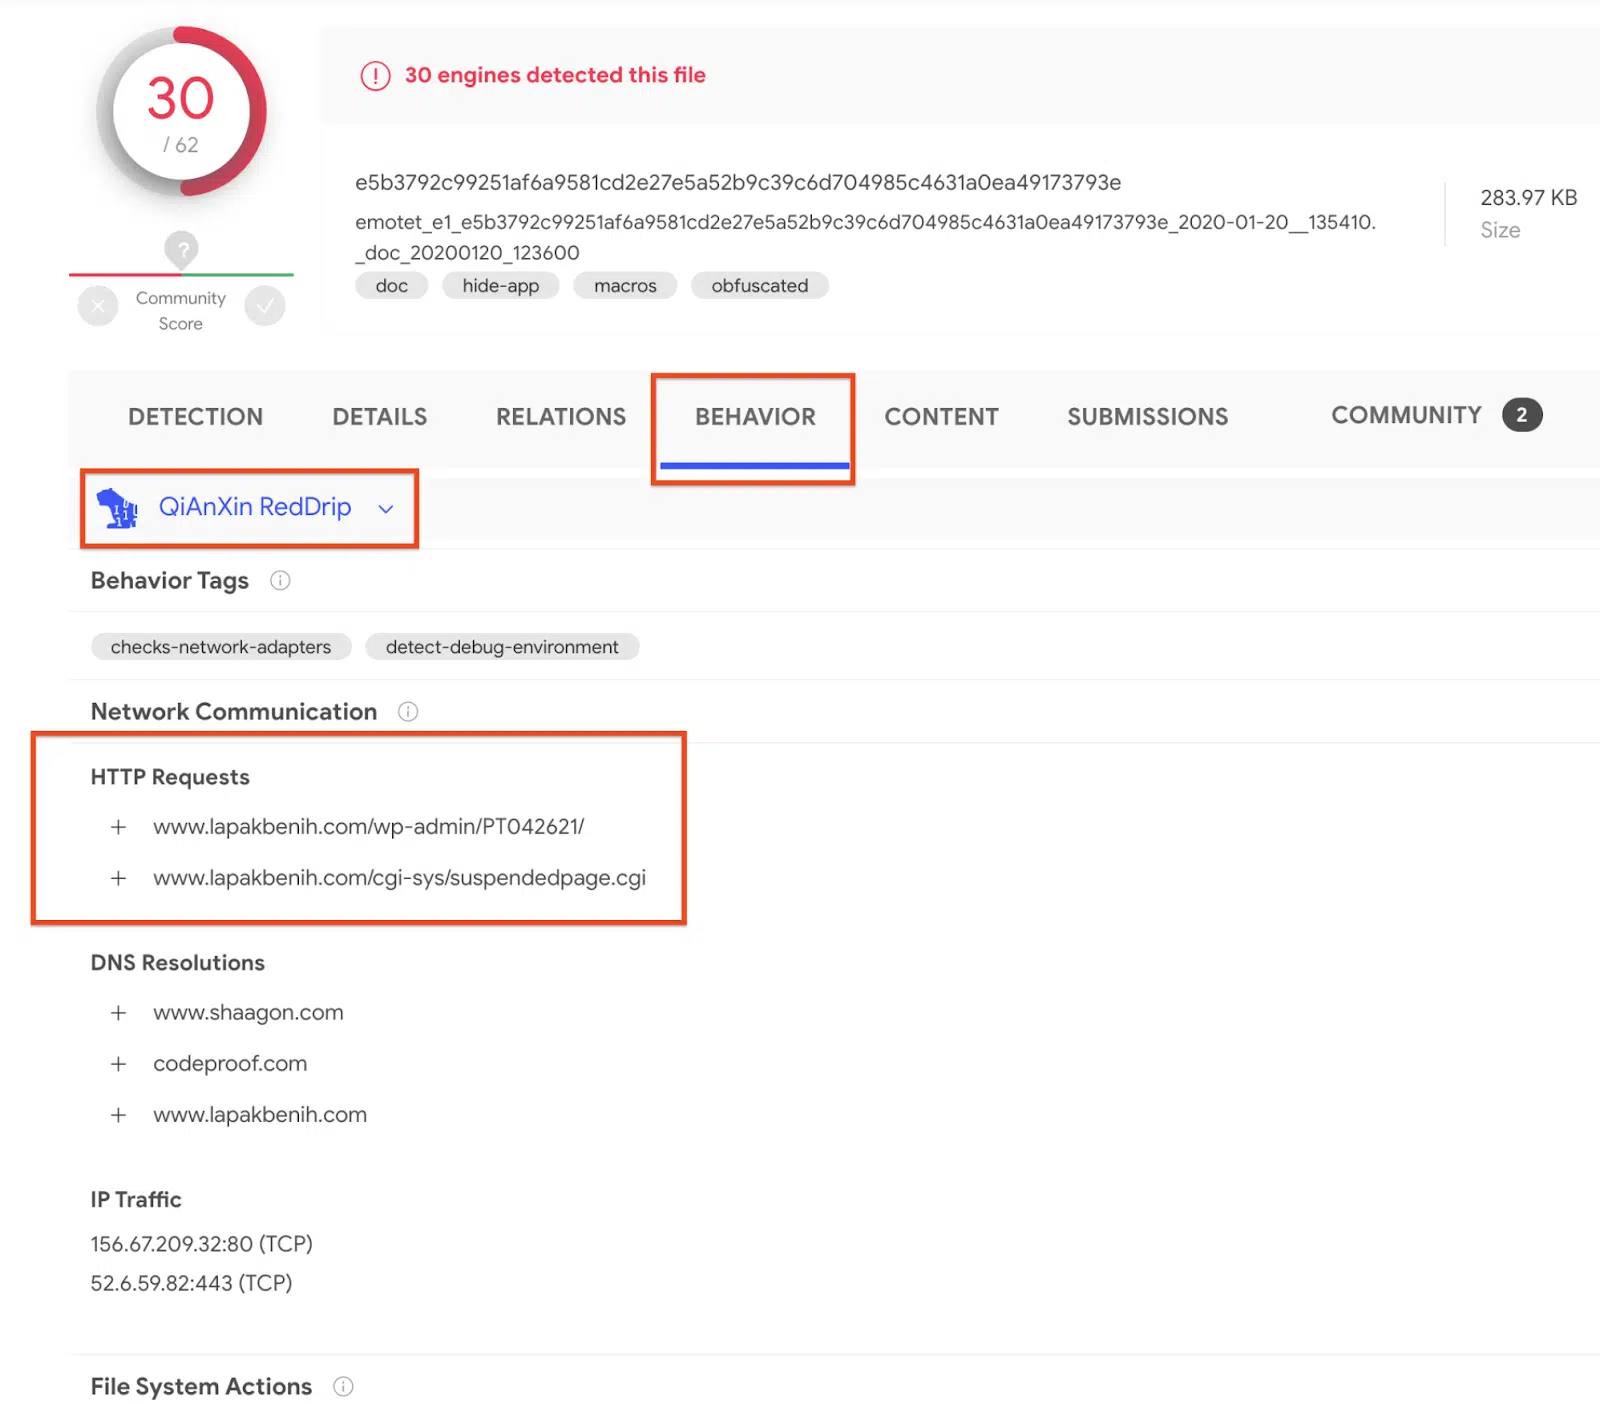 30
/ 62
30 engines detected this file
e5b3792c99251af6a9581cd2e27e5a52b9c39c6d704985c4631a0ea49173793e
emotet_e1_e5b3792c99251af6a9581cd2e27e5a52b9c39c6d704985c4631a0ea49173793e_2020-01-20__135410.
_doc_20200120_123600
doc hide-app macros obfuscated
283.97 KB
Size
?
Community
Score
DETECTION DETAILS RELATIONS BEHAVIOR CONTENT SUBMISSIONS COMMUNITY 2
QiAnXin RedDrip
Behavior Tags
checks-network-adapters detect-debug-environment
Network Communication
HTTP Requests
+ www.lapakbenih.com/wp-admin/PT042621/
+ www.lapakbenih.com/cgi-sys/suspendedpage.cgi
DNS Resolutions
+ www.shaagon.com
+ codeproof.com
+ www.lapakbenih.com
IP Traffic
156.67.209.32:80 (TCP)
52.6.59.82:443 (TCP)
File System Actions